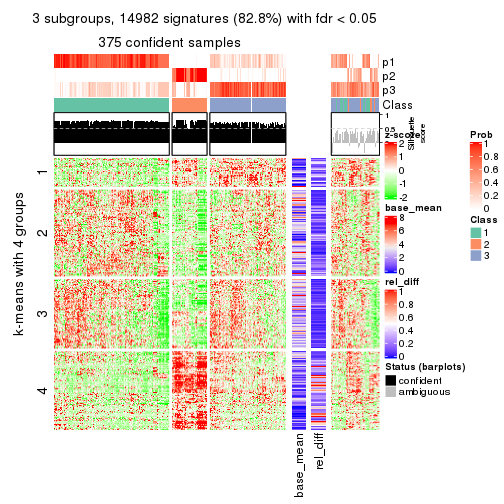 3 subgroups, 14982 signatures (82.8%) with fdr < 0.05
375 confident samples
p1
p2
p3
Class
1
0.5
0
Silhouette
score
k-means with 4 groups
1
2
3
4
base_mean
rel_diff
z-score
2
1
0
-1
-2
base_mean
8
6
4
2
0
rel_diff
1
0.8
0.6
0.4
0.2
0
Status (barplots)
confident
ambiguous
Prob
1
0.8
0.6
0.4
0.2
0
Class
1
2
3